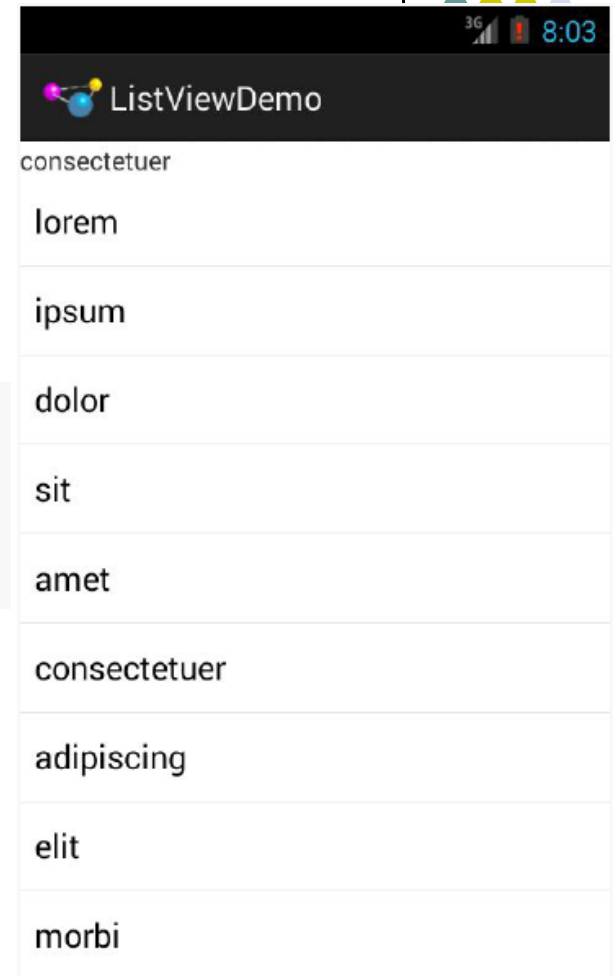 3G 8:03
ListViewDemo
consectetuer
lorem
ipsum
dolor
sit
amet
consectetuer
adipiscing
elit
morbi